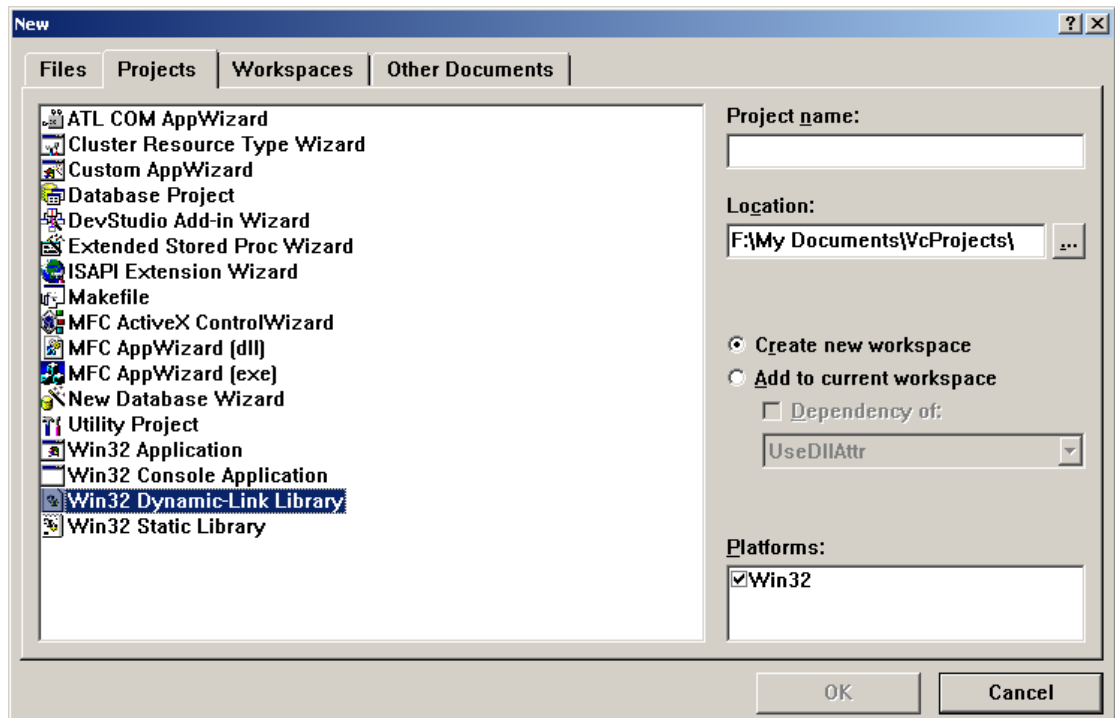 New
Files Projects Workspaces Other Documents
ATL COM AppWizard
Cluster Resource Type Wizard
Custom AppWizard
Database Project
DevStudio Add-in Wizard
Extended Stored Proc Wizard
ISAPI Extension Wizard
Makefile
MFC ActiveX ControlWizard
MFC AppWizard (dll)
MFC AppWizard (exe)
New Database Wizard
Utility Project
Win32 Application
Win32 Console Application
Win32 Dynamic-Link Library
Win32 Static Library
Project name:
Location:
F:\My Documents\VcProjects\ ...
Create new workspace
Add to current workspace
Dependency of:
UseDllAttr
Platforms:
Win32
OK Cancel